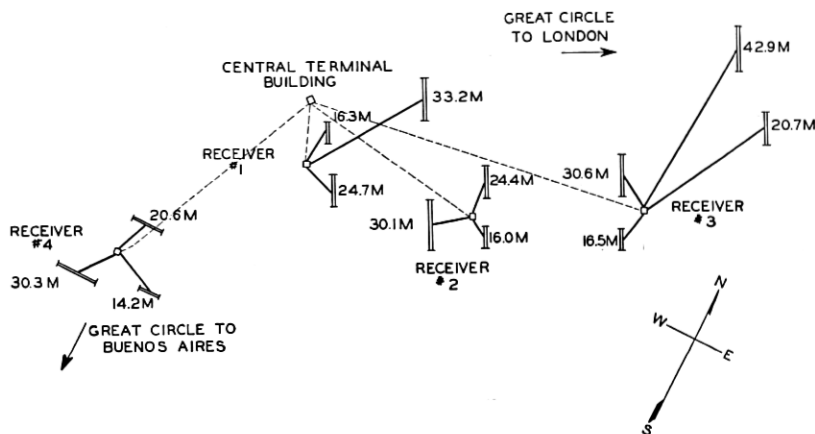 GREAT CIRCLE
TO LONDON
42.9M
CENTRAL TERMINAL
BUILDING
33.2M
16.3M
20.7M
RECEIVER
#1
24.7M
24.4M
30.6M
20.6M
30.1M
16.0M
16.5M
RECEIVER
#3
RECEIVER
#4
RECEIVER
#2
30.3M
14.2M
GREAT CIRCLE TO
BUENOS AIRES
N
W
E
S